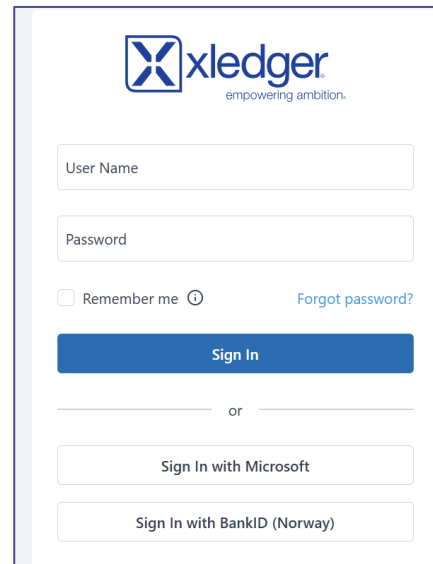 xledger
empowering ambition.
User Name
Password
Remember me
Forgot password?
Sign In
or
Sign In with Microsoft
Sign In with BankID (Norway)